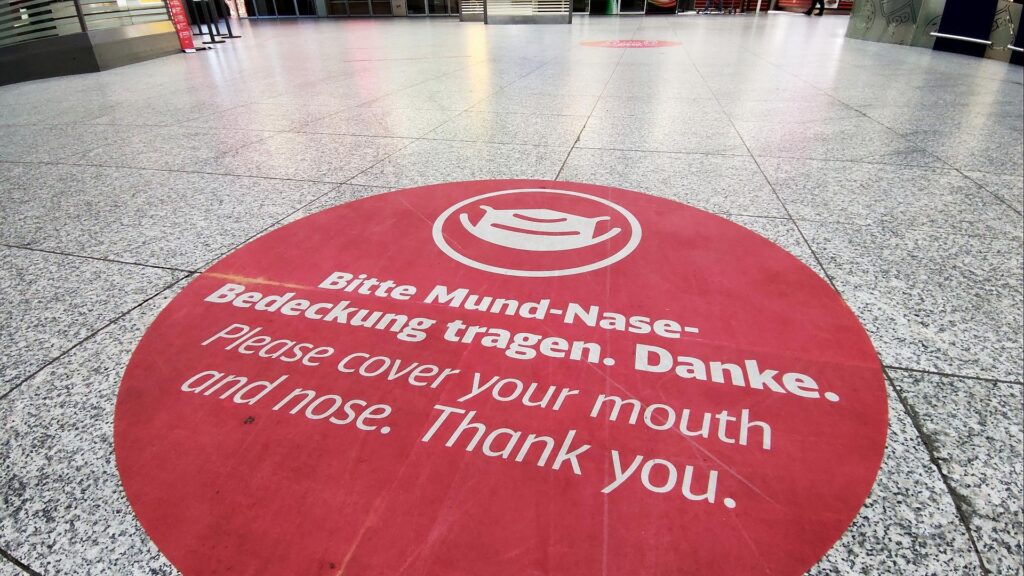 Bitte Mund-Nase-
Bedeckung tragen. Danke.
Please cover your mouth
and nose. Thank you.